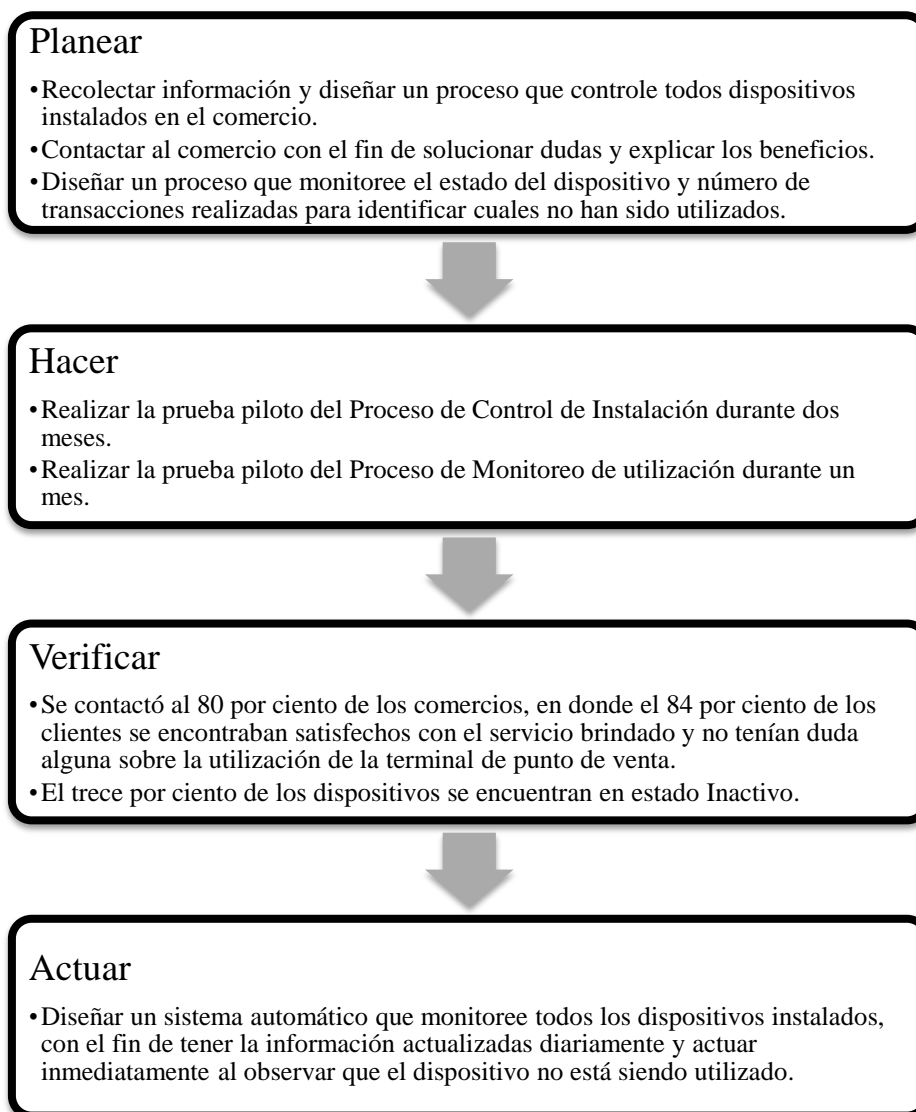 Planear
•Recolectar información y diseñar un proceso que controle todos dispositivos
instalados en el comercio.
•Contactar al comercio con el fin de solucionar dudas y explicar los beneficios.
•Diseñar un proceso que monitoree el estado del dispositivo y número de
transacciones realizadas para identificar cuales no han sido utilizados.
Hacer
•Realizar la prueba piloto del Proceso de Control de Instalación durante dos
meses.
•Realizar la prueba piloto del Proceso de Monitoreo de utilización durante un
mes.
Verificar
•Se contactó al 80 por ciento de los comercios, en donde el 84 por ciento de los
clientes se encontraban satisfechos con el servicio brindado y no tenían duda
alguna sobre la utilización de la terminal de punto de venta.
•El trece por ciento de los dispositivos se encuentran en estado Inactivo.
Actuar
•Diseñar un sistema automático que monitoree todos los dispositivos instalados,
con el fin de tener la información actualizadas diariamente y actuar
inmediatamente al observar que el dispositivo no está siendo utilizado.